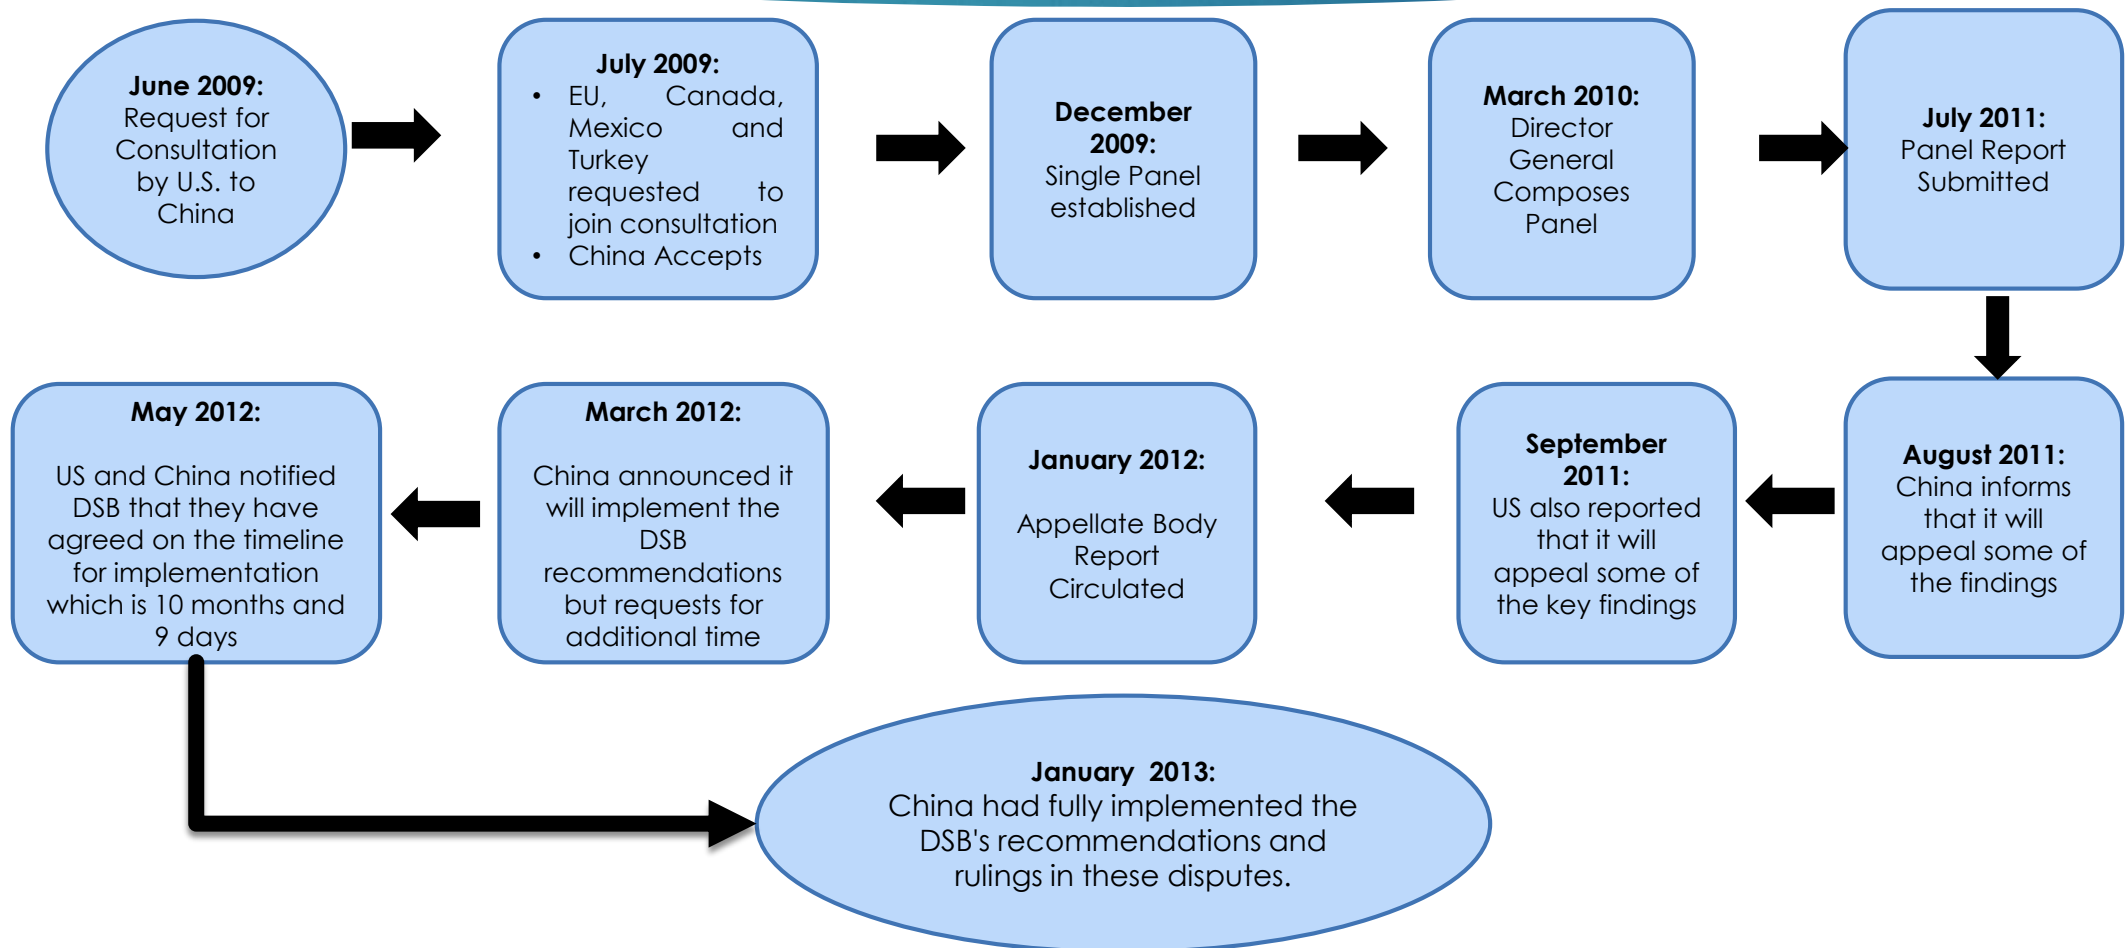 June 2009:
Request for
Consultation
by U.S. to
China
July 2009:
• EU, Canada,
Mexico and
Turkey
requested to
join consultation
• China Accepts
December
2009:
Single Panel
established
March 2010:
Director
General
Composes
Panel
July 2011:
Panel Report
Submitted
August 2011:
China informs
that it will
appeal some of
the findings
September
2011:
US also reported
that it will
appeal some of
the key findings
January 2012:
Appellate Body
Report
Circulated
March 2012:
China announced it
will implement the
DSB
recommendations
but requests for
additional time
May 2012:
US and China notified
DSB that they have
agreed on the timeline
for implementation
which is 10 months and
9 days
January 2013:
China had fully implemented the
DSB's recommendations and
rulings in these disputes.